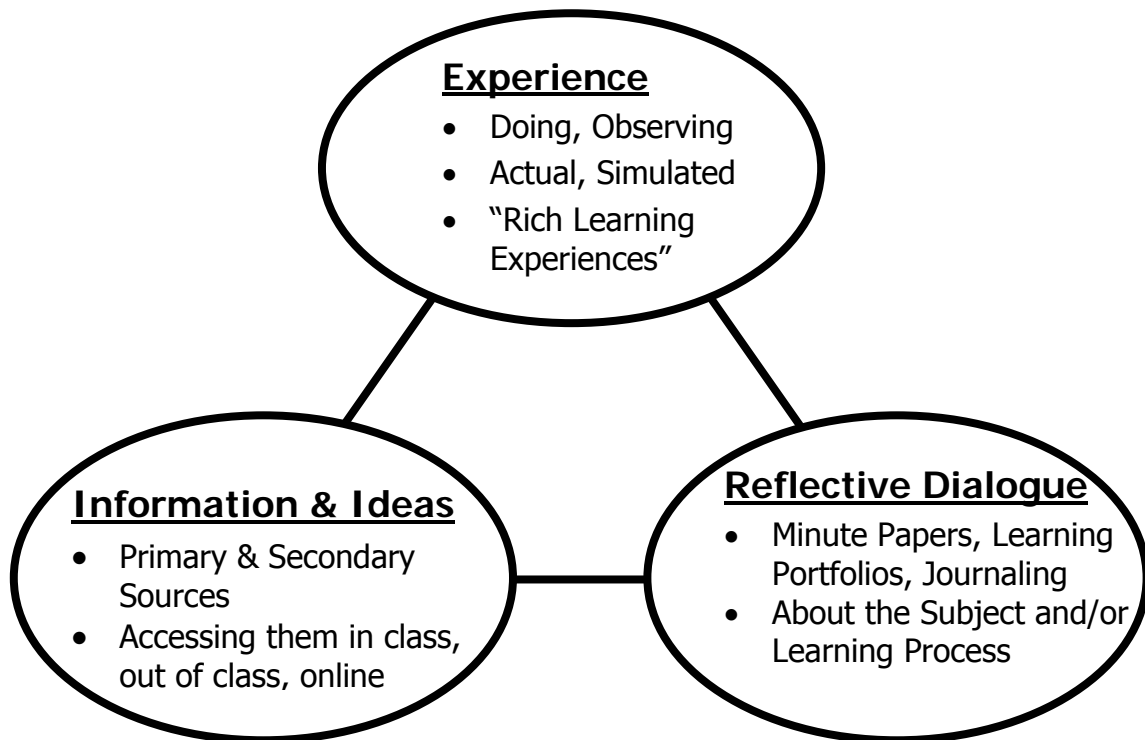 Experience
• Doing, Observing
• Actual, Simulated
• “Rich Learning
Experiences”
Information & Ideas
• Primary & Secondary
Sources
• Accessing them in class,
out of class, online
Reflective Dialogue
• Minute Papers, Learning
Portfolios, Journaling
• About the Subject and/or
Learning Process